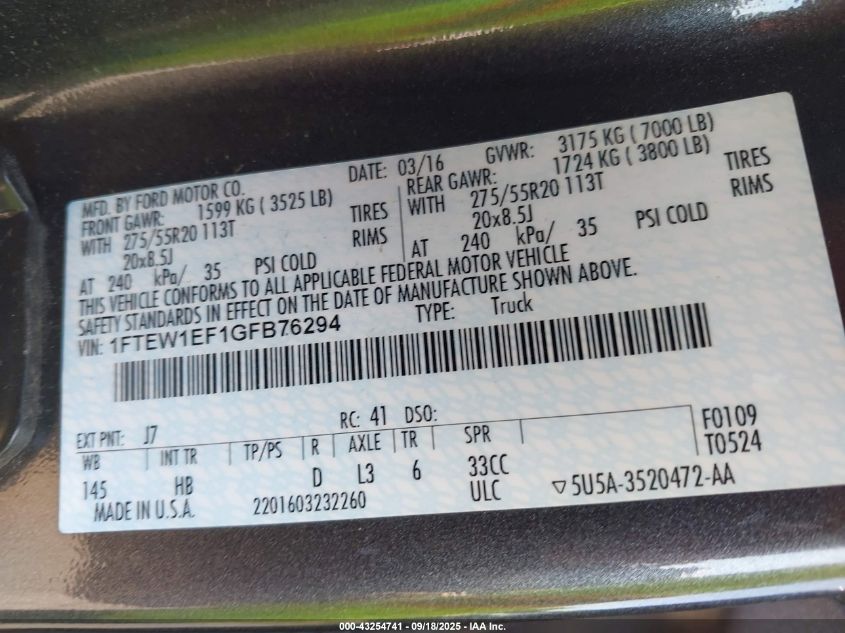 MFD. BY FORD MOTOR CO.
DATE: 03/16 GVWR: 3175 KG ( 7000 LB)
FRONT GAWR: 1599 KG ( 3525 LB) REAR GAWR: 1724 KG ( 3800 LB)
WITH 275/55R20 113T TIRES WITH 275/55R20 113T TIRES
20x8.5J RIMS 20x8.5J RIMS
AT 240 kPa/ 35 PSI COLD AT 240 kPa/ 35 PSI COLD
THIS VEHICLE CONFORMS TO ALL APPLICABLE FEDERAL MOTOR VEHICLE
SAFETY STANDARDS IN EFFECT ON THE DATE OF MANUFACTURE SHOWN ABOVE.
VIN: 1FTEW1EF1GFB76294 TYPE: Truck
EXT PNT: J7 RC: 41 DSO: F0109
WB INT TR TP/PS R AXLE TR SPR T0524
145 HB D L3 6 33CC
MADE IN U.S.A. 2201603232260 ULC ▽5U5A-3520472-AA
000-43254741 - 09/18/2025 - IAA Inc.